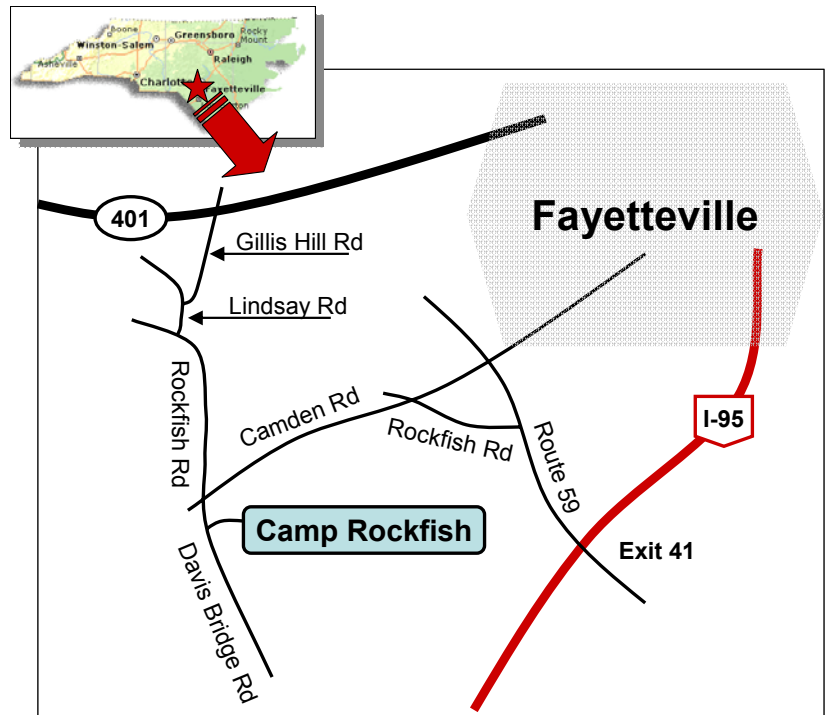 Boone
Winston-Salem
Greensboro
Rocky
Mount
Asheville
Raleigh
Charlotte
Fayetteville
401
Fayetteville
Gillis Hill Rd
Lindsay Rd
Rockfish Rd
Camden Rd
Rockfish Rd
I-95
Route 59
Camp Rockfish
Exit 41
Davis Bridge Rd